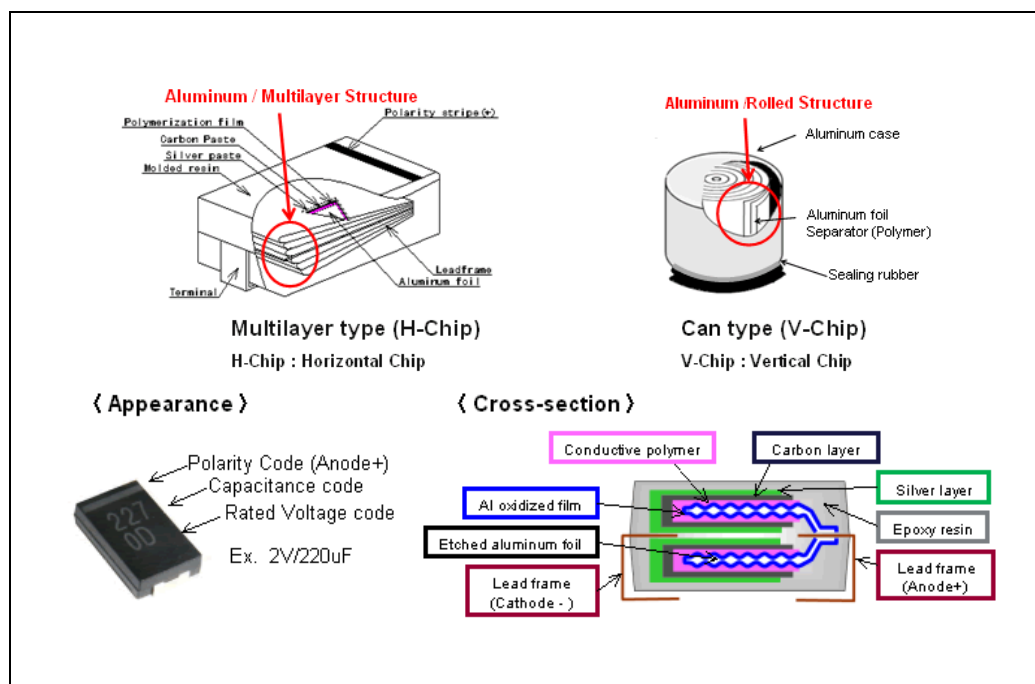 Aluminum / Multilayer Structure
Polymerization film
Carbon Paste
Silver paste
Molded resin
Polarity stripe(+)
Leadframe
Aluminum foil
Terminal
Multilayer type (H-Chip)
H-Chip : Horizontal Chip
Aluminum /Rolled Structure
Aluminum case
Aluminum foil
Separator (Polymer)
Sealing rubber
Can type (V-Chip)
V-Chip : Vertical Chip
〈 Appearance 〉
Polarity Code (Anode+)
Capacitance code
Rated Voltage code
227
0D
Ex. 2V/220uF
〈 Cross-section 〉
Conductive polymer
Carbon layer
Al oxidized film
Silver layer
Etched aluminum foil
Epoxy resin
Lead frame
(Cathode - )
Lead frame
(Anode+)